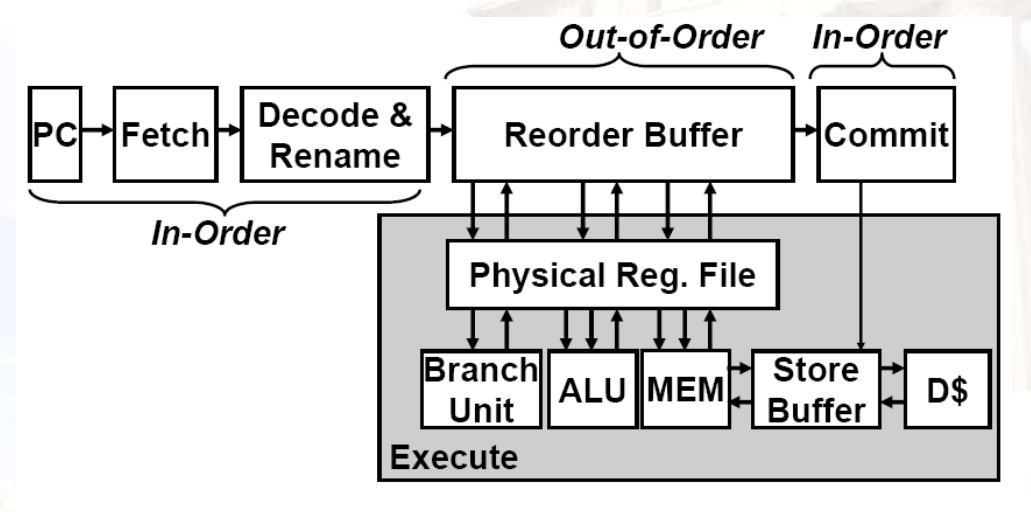 Out-of-Order
In-Order
PC
Fetch
Decode &
Rename
Reorder Buffer
Commit
In-Order
Physical Reg. File
Branch
Unit
ALU
MEM
Store
Buffer
D$
Execute